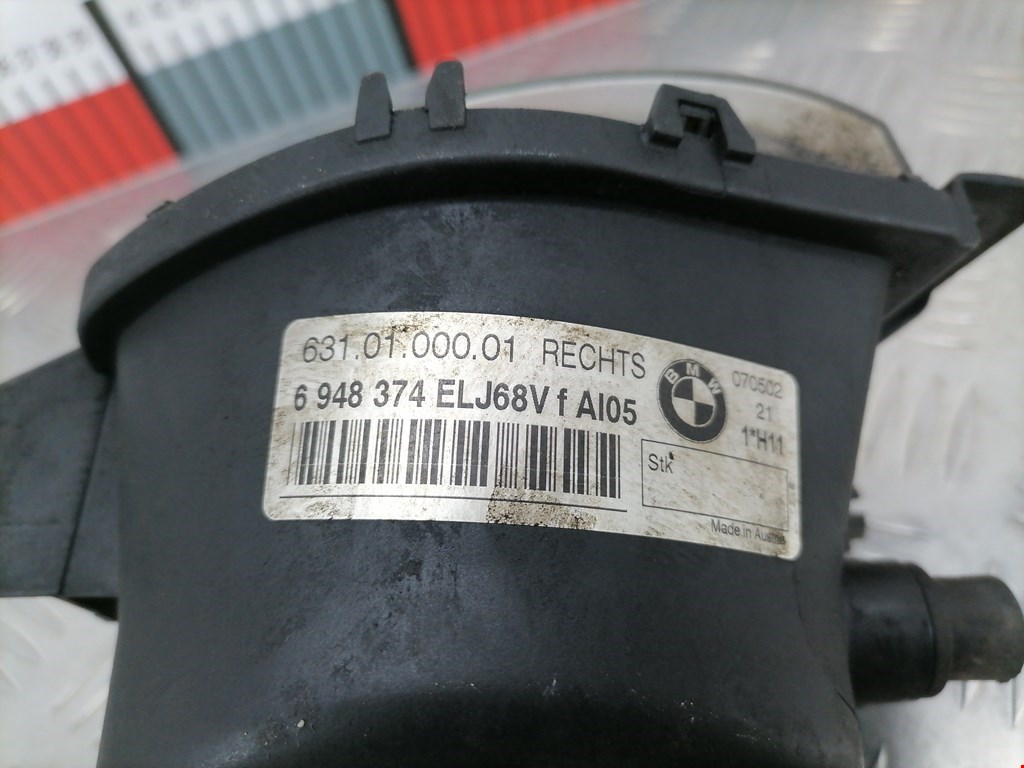 631.01.000.01 RECHTS
6 948 374 ELJ68V f AI05
BMW
070502
21
1*H11
Stk
Made in Austria